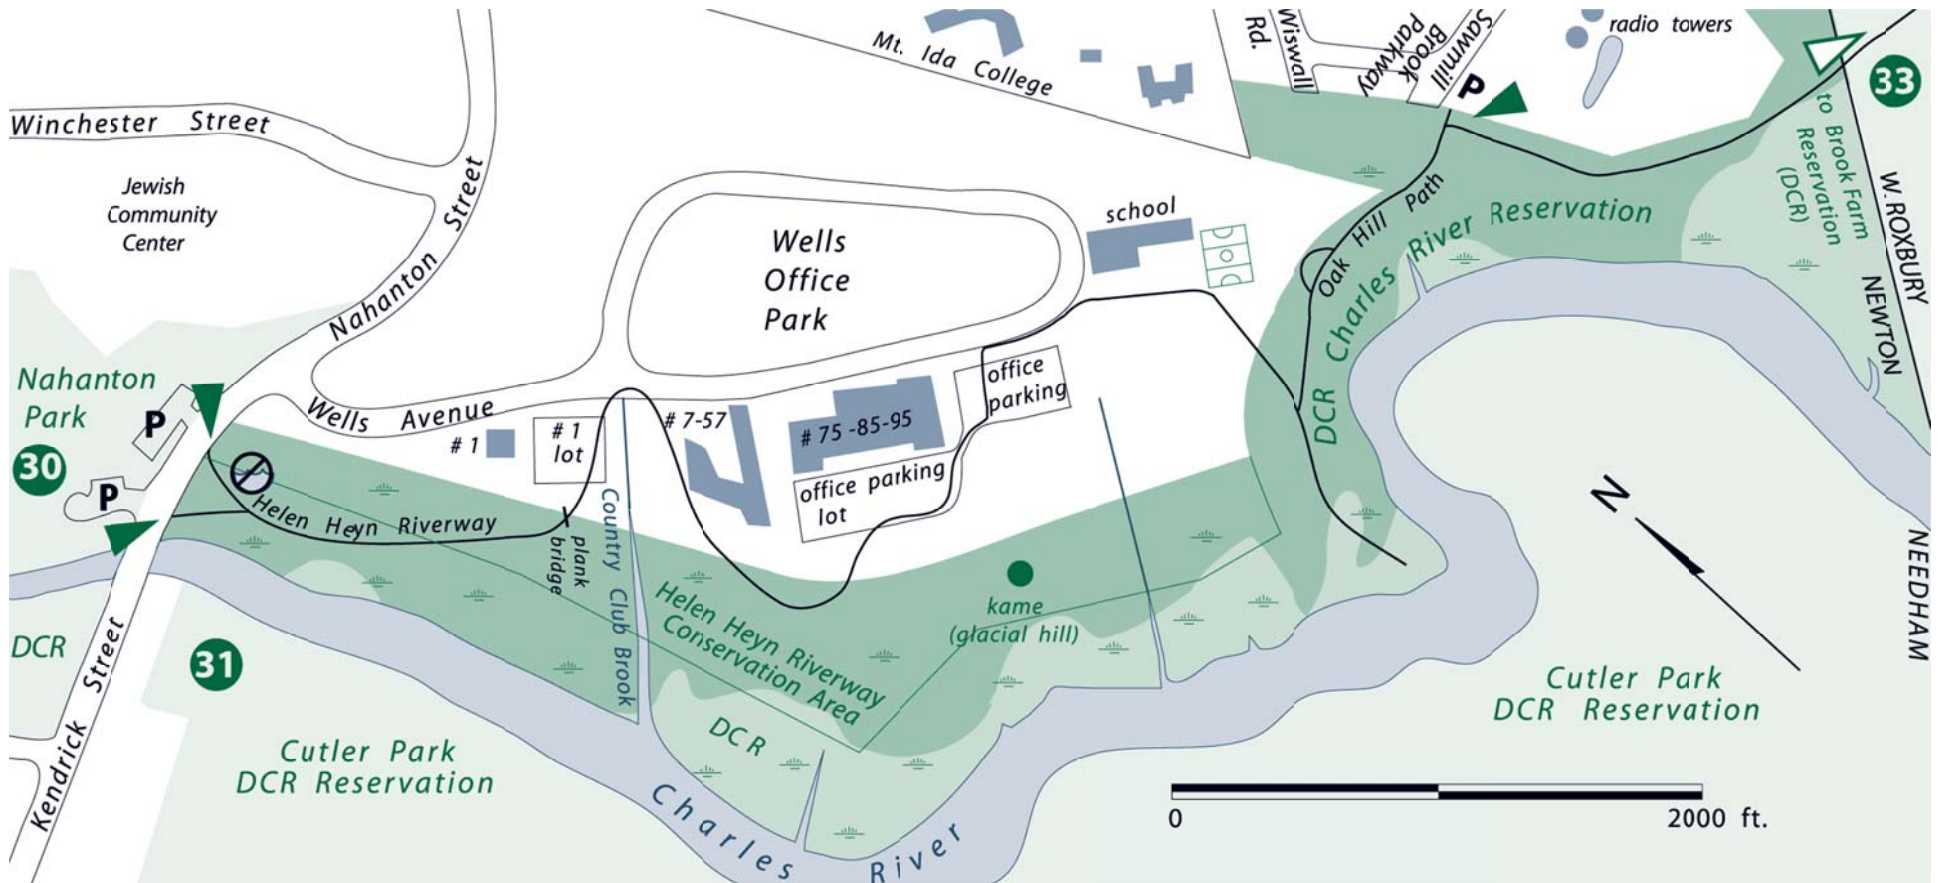 Winchester Street
Jewish
Community
Center
Nahanton Street
Mt. Ida College
Rd.
Wiswall
Brook
Parkway
Sawmill
P
radio towers
33
to Brook Farm
Reservation
(DCR)
W. ROXBURY
NEWTON
NEEDHAM
Wells
Office
Park
school
Oak Hill Path
DCR Charles River Reservation
Nahanton
Park
30
P
P
Wells Avenue
# 1
# 1
lot
# 7-57
# 75 -85-95
office parking
lot
office
parking
Helen Heyn Riverway
plank
bridge
Country Club Brook
Helen Heyn Riverway
Conservation Area
kame
(glacial hill)
DCR
DCR
31
Kendrick Street
Cutler Park
DCR Reservation
Charles River
Cutler Park
DCR Reservation
N
0
2000 ft.